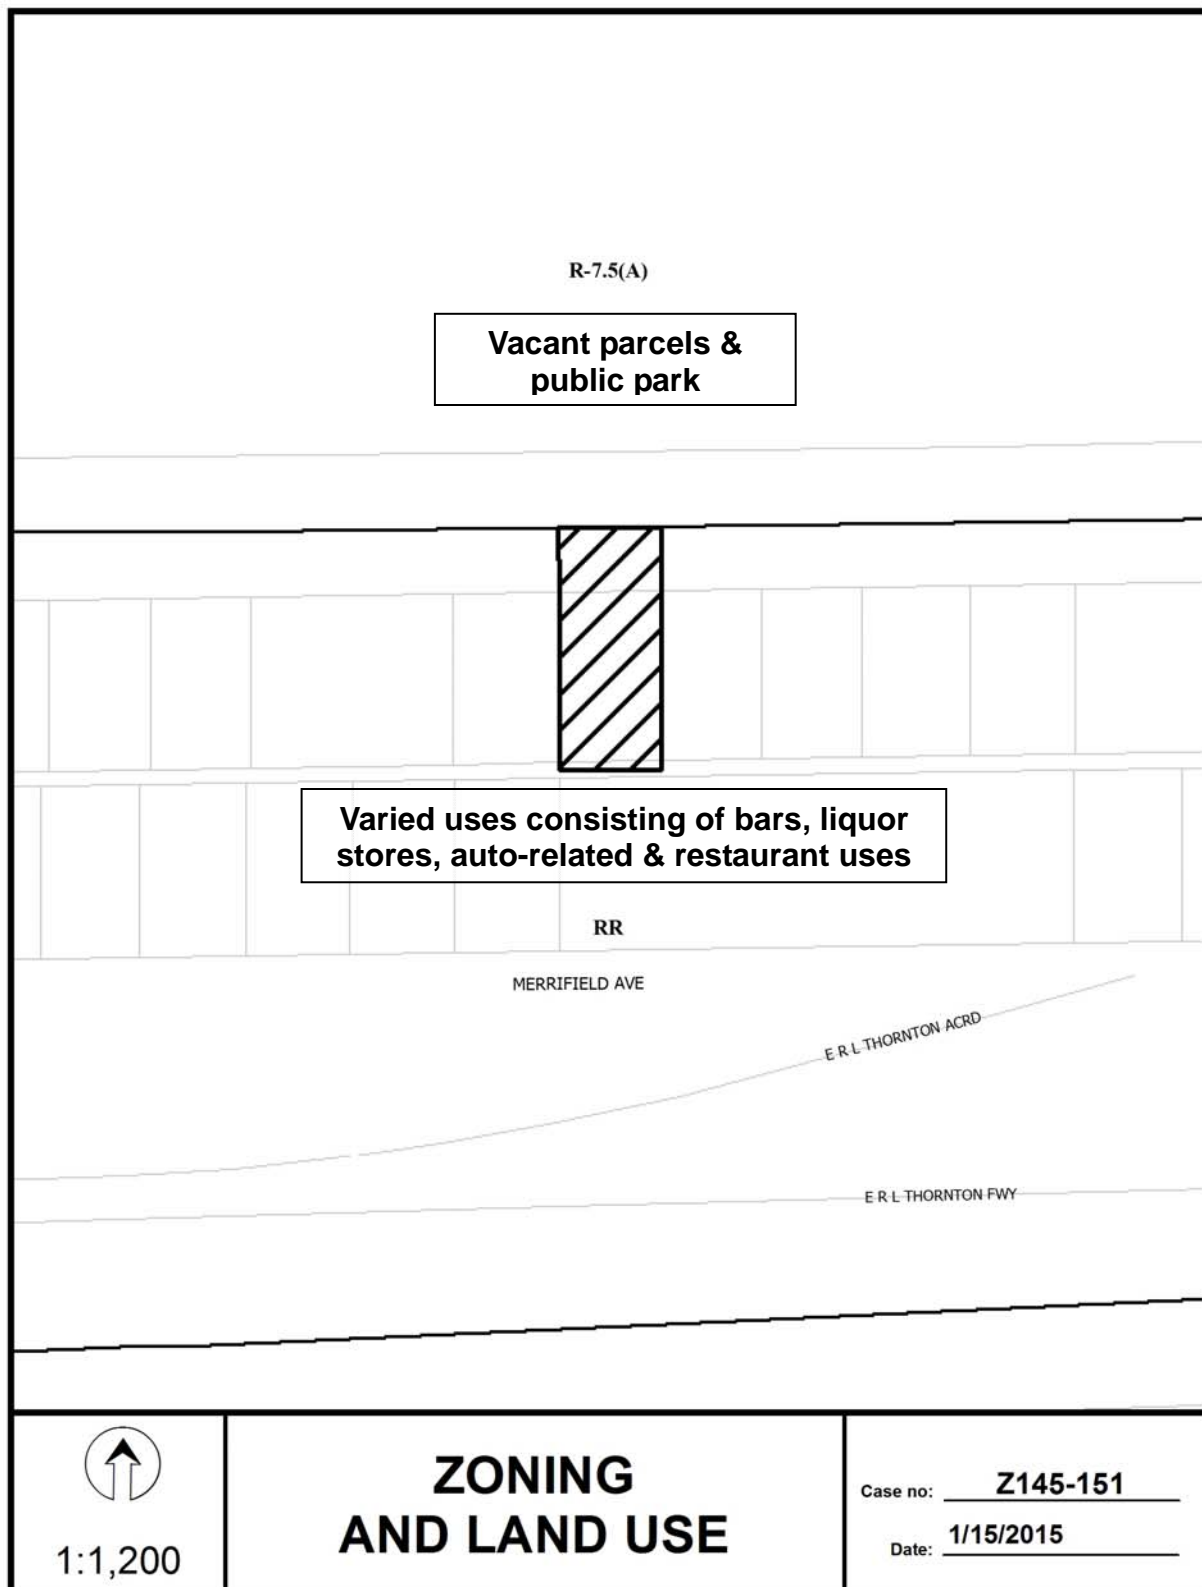 R-7.5(A)
Vacant parcels &
public park
Varied uses consisting of bars, liquor
stores, auto-related & restaurant uses
RR
MERRIFIELD AVE
E R L THORNTON ACRD
E R L THORNTON FWY
1:1,200
ZONING
AND LAND USE
Case no: Z145-151
Date: 1/15/2015